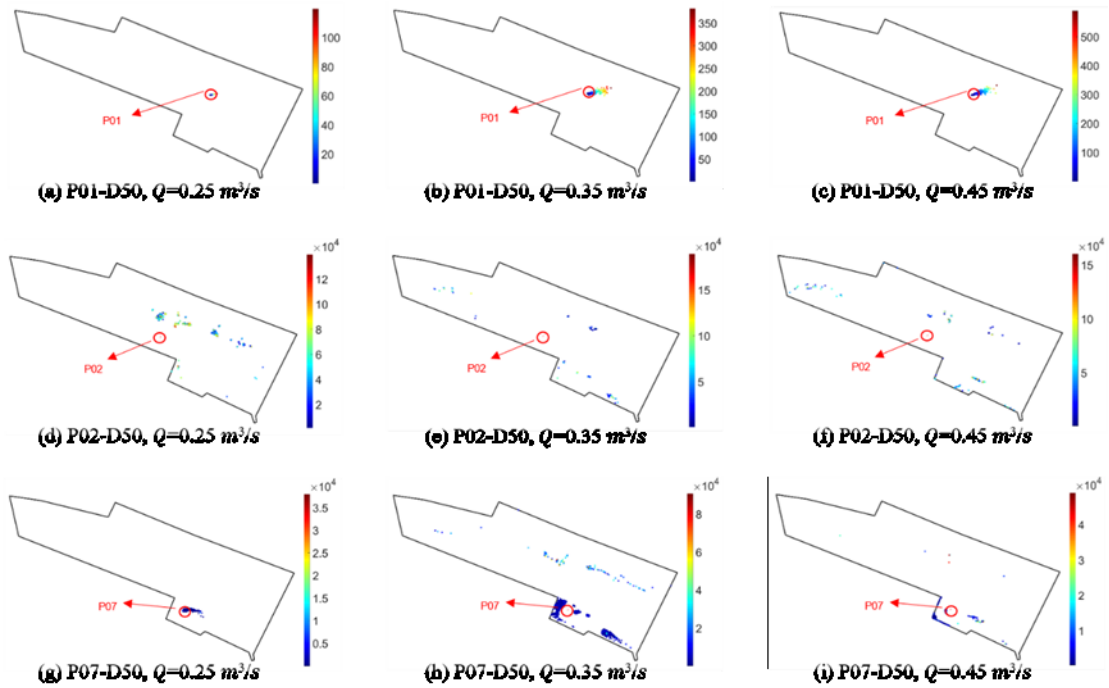 100
80
60
40
20
P01
(a) P01-D50, Q=0.25 m³/s
350
300
250
200
150
100
50
P01
(b) P01-D50, Q=0.35 m³/s
500
400
300
200
100
P01
(c) P01-D50, Q=0.45 m³/s
×10⁴
12
10
8
6
4
2
P02
(d) P02-D50, Q=0.25 m³/s
×10⁴
15
10
5
P02
(e) P02-D50, Q=0.35 m³/s
×10⁴
15
10
5
P02
(f) P02-D50, Q=0.45 m³/s
×10⁴
3.5
3
2.5
2
1.5
1
0.5
P07
(g) P07-D50, Q=0.25 m³/s
×10⁴
8
6
4
2
P07
(h) P07-D50, Q=0.35 m³/s
×10⁴
4
3
2
1
P07
(i) P07-D50, Q=0.45 m³/s